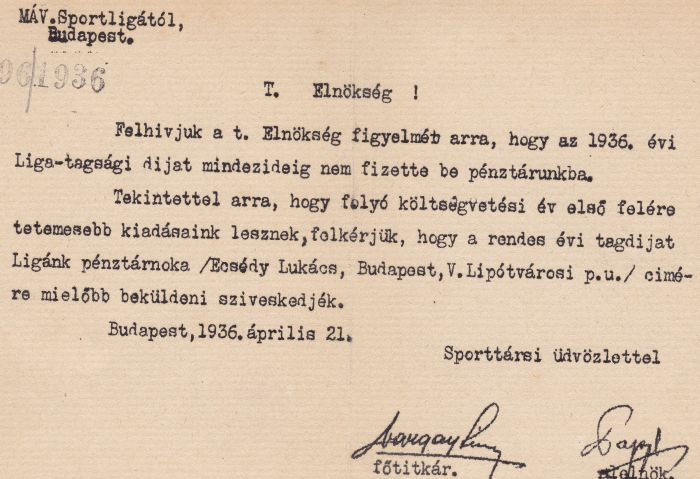 MÁV.Sportligától,
Budapest.
96/1936
T. Elnökség !
Felhivjuk a t. Elnökség figyelmét arra, hogy az 1936. évi
Liga-tagsági dijat mindezideig nem fizette be pénztárunkba.
Tekintettel arra, hogy folyó költségvetési év első felére
tetemesebb kiadásaink lesznek,felkérjük, hogy a rendes évi tagdijat
Ligánk pénztárnoka /Ecsédy Lukács, Budapest,V.Lipótvárosi p.u./ cimé-
re mielőbb beküldeni sziveskedjék.
Budapest,1936.április 21.
Sporttársi üdvözlettel
főtitkár.
alelnök.